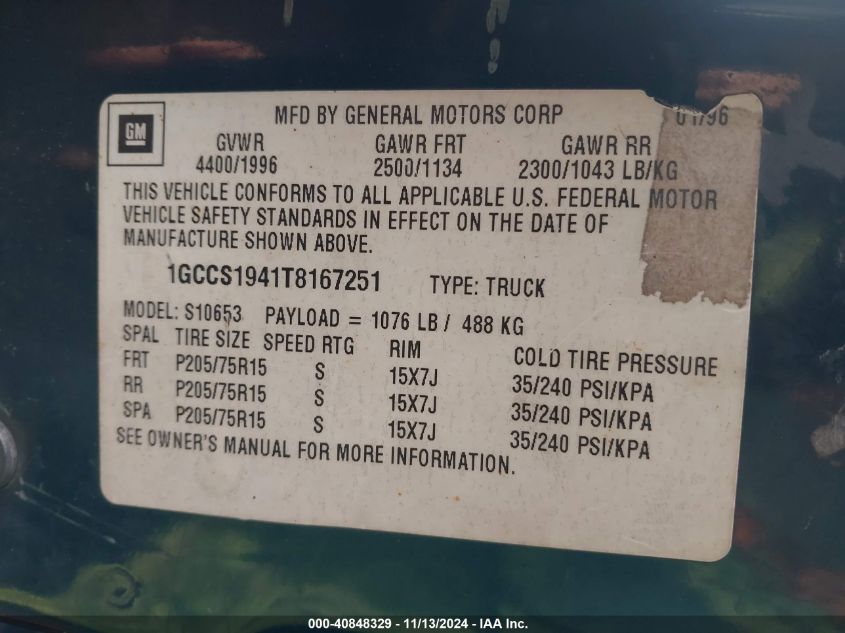 GM
MFD BY GENERAL MOTORS CORP 01/96
GVWR GAWR FRT GAWR RR
4400/1996 2500/1134 2300/1043 LB/KG
THIS VEHICLE CONFORMS TO ALL APPLICABLE U.S. FEDERAL MOTOR
VEHICLE SAFETY STANDARDS IN EFFECT ON THE DATE OF
MANUFACTURE SHOWN ABOVE.
1GCCS1941T8167251 TYPE: TRUCK
MODEL: S10653 PAYLOAD = 1076 LB / 488 KG
SPAL TIRE SIZE SPEED RTG RIM COLD TIRE PRESSURE
FRT P205/75R15 S 15X7J 35/240 PSI/KPA
RR P205/75R15 S 15X7J 35/240 PSI/KPA
SPA P205/75R15 S 15X7J 35/240 PSI/KPA
SEE OWNER'S MANUAL FOR MORE INFORMATION.
000-40848329 - 11/13/2024 - IAA Inc.